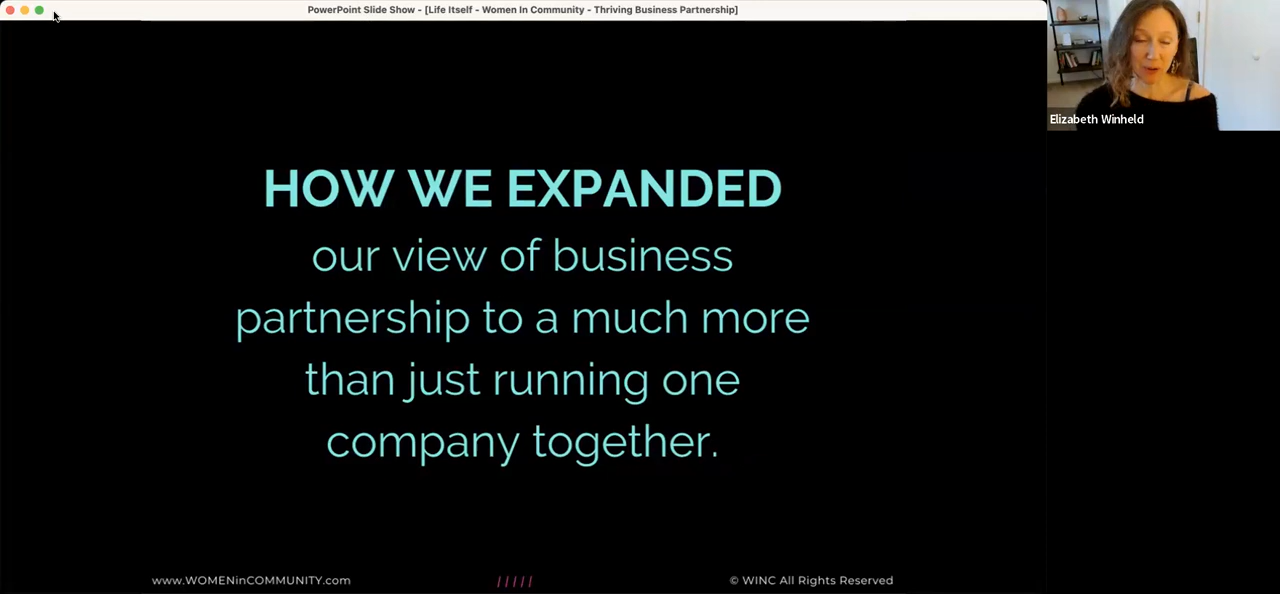 PowerPoint Slide Show - [Life Itself - Women In Community - Thriving Business Partnership]
Elizabeth Winheld
HOW WE EXPANDED
our view of business
partnership to a much more
than just running one
company together.
www.WOMENinCOMMUNITY.com
/ / / / /
© WINC All Rights Reserved